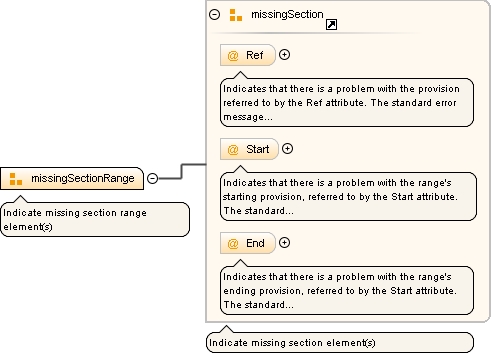 missingSection
@ Ref
Indicates that there is a problem with the provision
referred to by the Ref attribute. The standard error
message...
@ Start
Indicates that there is a problem with the range's
starting provision, referred to by the Start attribute.
The standard...
missingSectionRange
Indicate missing section range
element(s)
@ End
Indicates that there is a problem with the range's
ending provision, referred to by the Start attribute.
The standard...
Indicate missing section element(s)